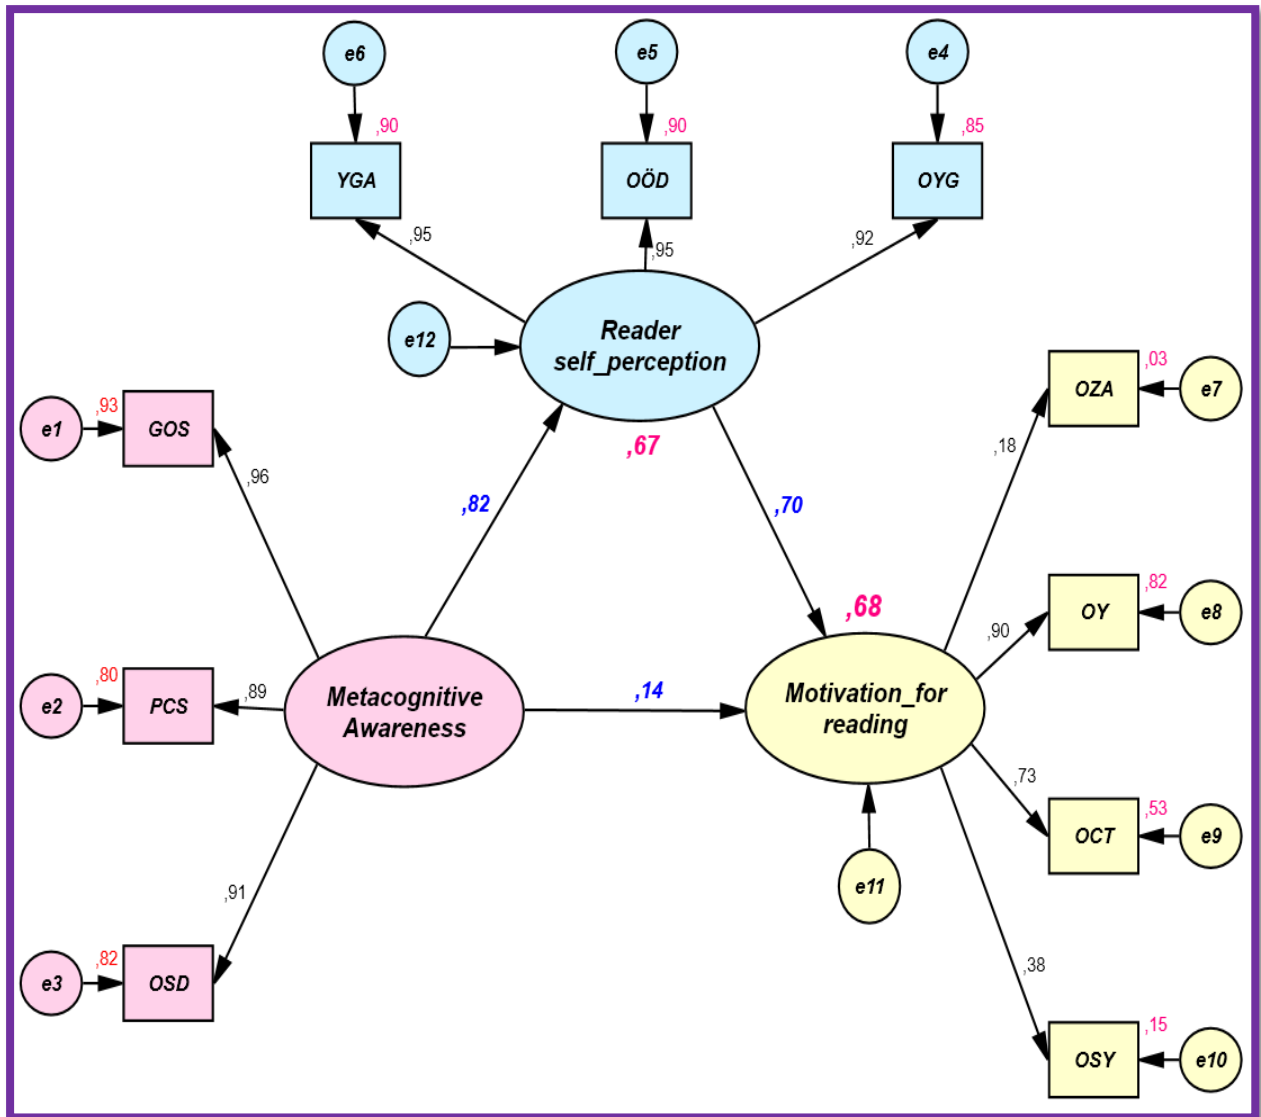 e6
e5
e4
,90
,90
,85
YGA
OÖD
OYG
,95
,95
,92
e12
Reader
self_perception
,67
e1
,93
GOS
,96
,82
,70
OZA
,03
e7
,18
,68
e2
,80
PCS
,89
Metacognitive
Awareness
,14
Motivation_for
reading
OY
,82
e8
,90
e11
OCT
,53
e9
,73
e3
,82
OSD
,91
,38
OSY
,15
e10